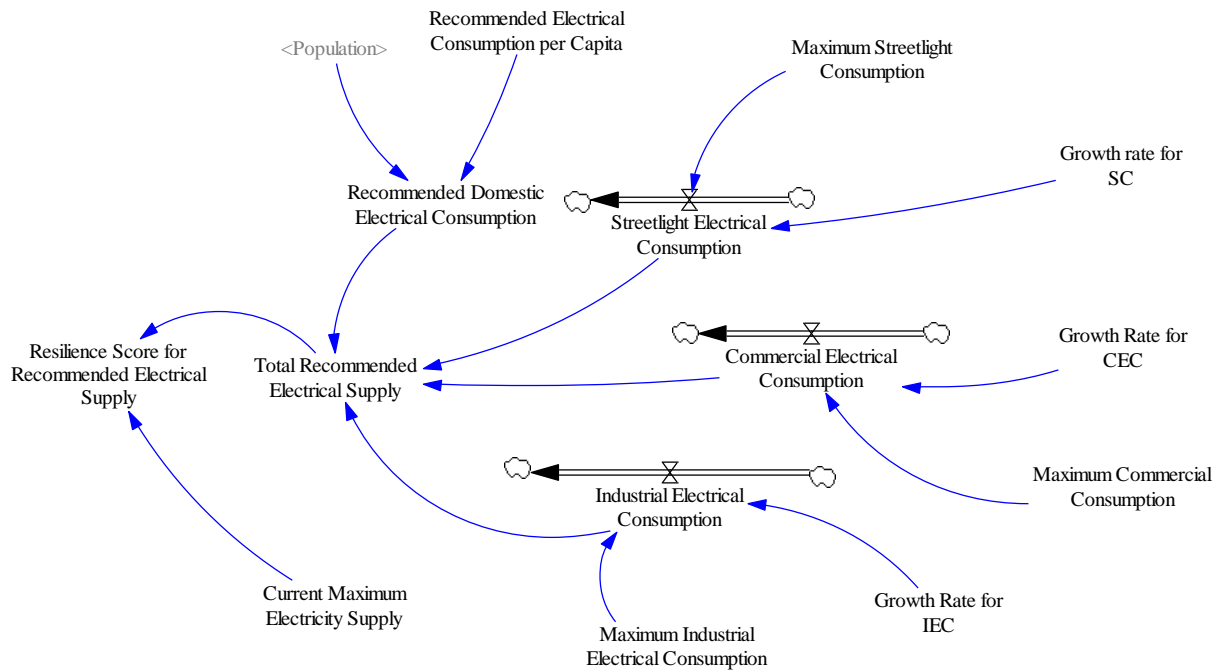 Recommended Electrical
Consumption per Capita
<Population>
Maximum Streetlight
Consumption
Growth rate for
SC
Recommended Domestic
Electrical Consumption
Streetlight Electrical
Consumption
Resilience Score for
Recommended Electrical
Supply
Total Recommended
Electrical Supply
Commercial Electrical
Consumption
Growth Rate for
CEC
Industrial Electrical
Consumption
Maximum Commercial
Consumption
Current Maximum
Electricity Supply
Growth Rate for
IEC
Maximum Industrial
Electrical Consumption